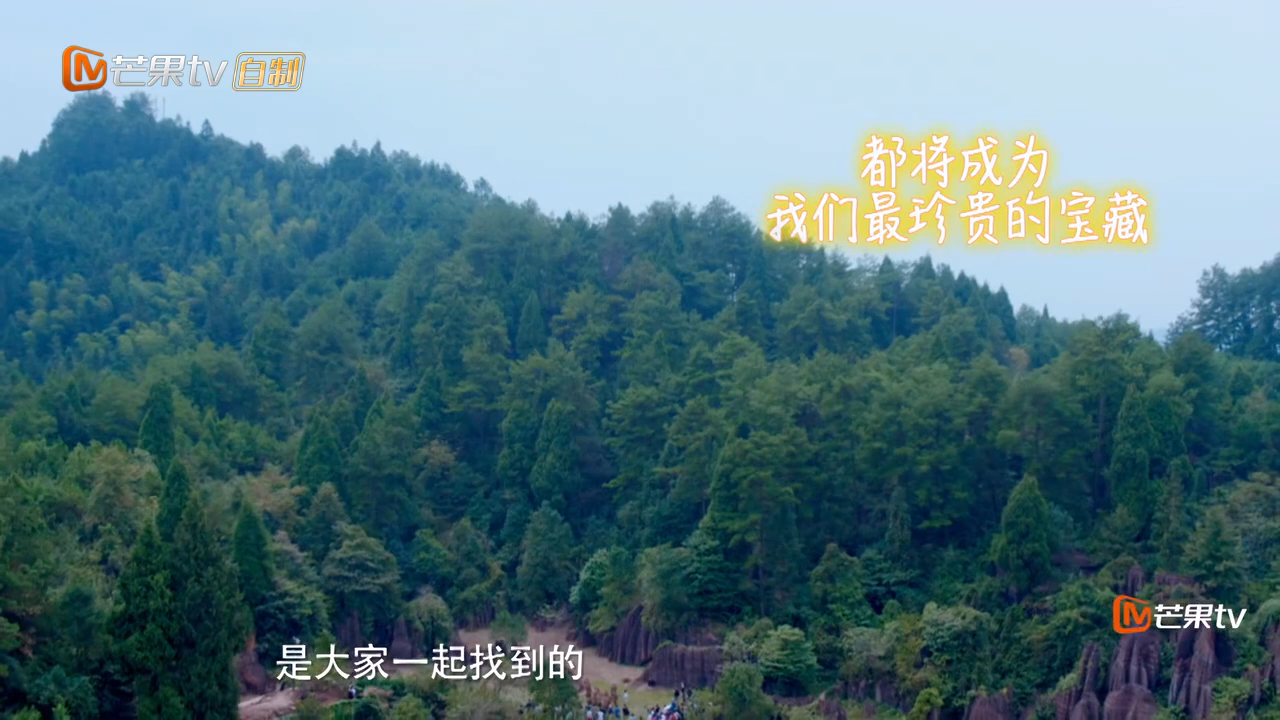 芒果tv 自制
都将成为
我们最珍贵的宝藏
芒果tv
是大家一起找到的